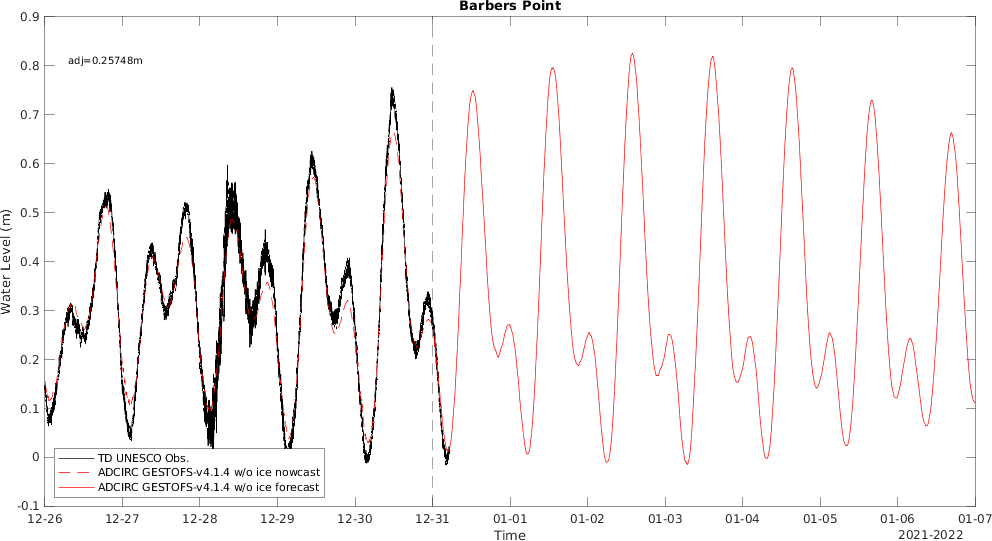 Barbers Point
adj=0.25748m
Water Level (m)
0.9
0.8
0.7
0.6
0.5
0.4
0.3
0.2
0.1
0
-0.1
TD UNESCO Obs.
ADCIRC GESTOFS-v4.1.4 w/o ice nowcast
ADCIRC GESTOFS-v4.1.4 w/o ice forecast
12-26 12-27 12-28 12-29 12-30 12-31 01-01 01-02 01-03 01-04 01-05 01-06 01-07
Time
2021-2022